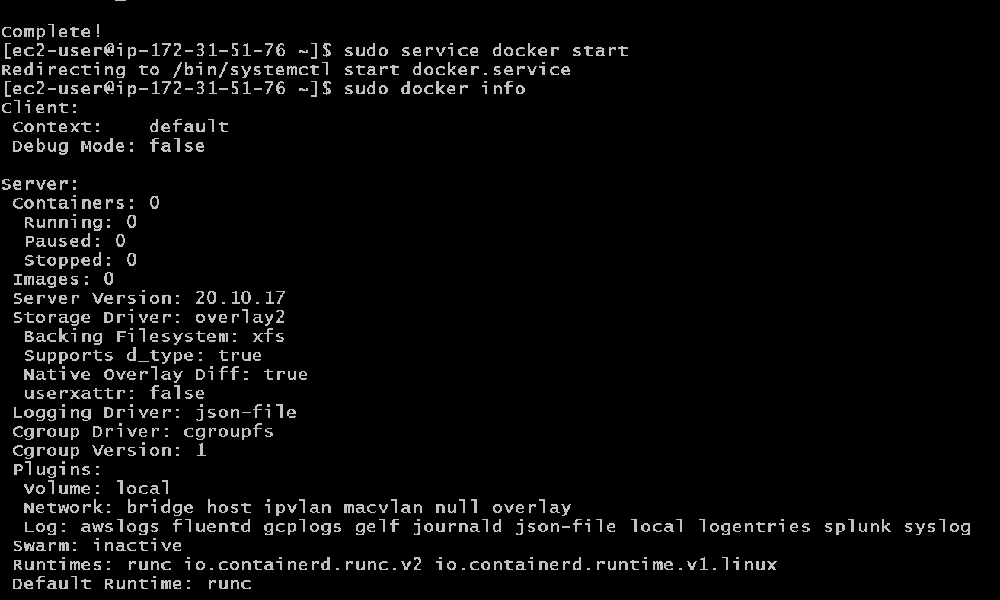 Complete!
[ec2-user@ip-172-31-51-76 ~]$ sudo service docker start
Redirecting to /bin/systemctl start docker.service
[ec2-user@ip-172-31-51-76 ~]$ sudo docker info
Client:
 Context:    default
 Debug Mode: false

Server:
 Containers: 0
  Running: 0
  Paused: 0
  Stopped: 0
 Images: 0
 Server Version: 20.10.17
 Storage Driver: overlay2
  Backing Filesystem: xfs
  Supports d_type: true
  Native Overlay Diff: true
  userxattr: false
 Logging Driver: json-file
 Cgroup Driver: cgroupfs
 Cgroup Version: 1
 Plugins:
  Volume: local
  Network: bridge host ipvlan macvlan null overlay
  Log: awslogs fluentd gcplogs gelf journald json-file local logentries splunk syslog
 Swarm: inactive
 Runtimes: runc io.containerd.runc.v2 io.containerd.runtime.v1.linux
 Default Runtime: runc